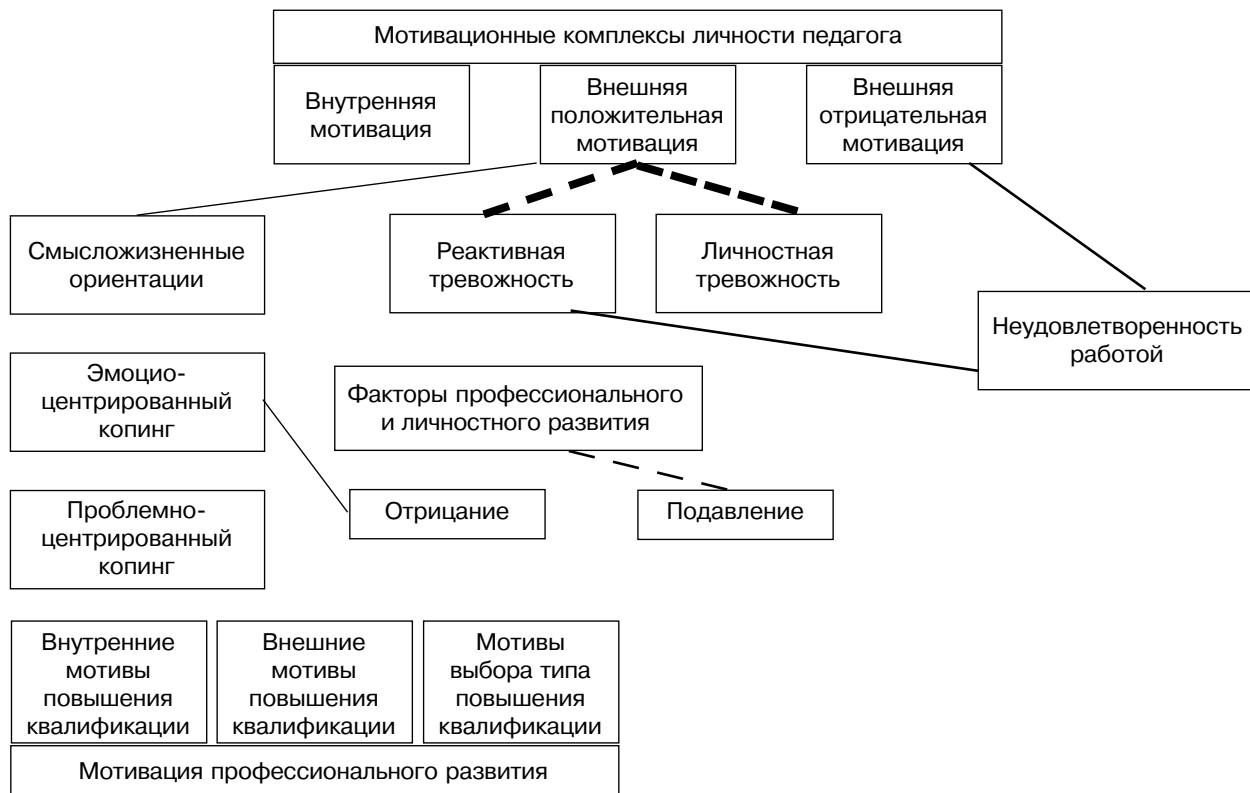 Мотивационные комплексы личности педагога
Внутренняя
мотивация
Внешняя
положительная
мотивация
Внешняя
отрицательная
мотивация
Смысложизненные
ориентации
Реактивная
тревожность
Личностная
тревожность
Неудовлетворенность
работой
Эмоцио-
центрированный
копинг
Факторы профессионального
и личностного развития
Проблемно-
центрированный
копинг
Отрицание
Подавление
Внутренние
мотивы
повышения
квалификации
Внешние
мотивы
повышения
квалификации
Мотивы
выбора типа
повышения
квалификации
Мотивация профессионального развития